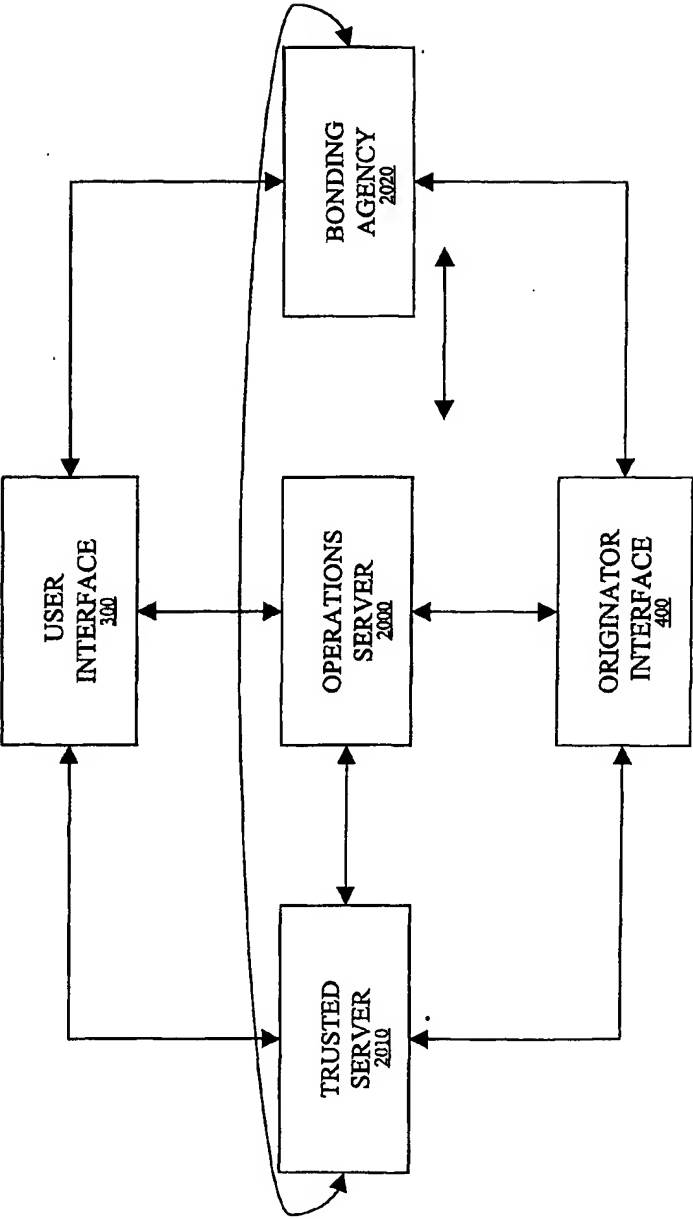 USER
INTERFACE
300
TRUSTED
SERVER
2010
OPERATIONS
SERVER
2000
BONDING
AGENCY
2020
ORIGINATOR
INTERFACE
400